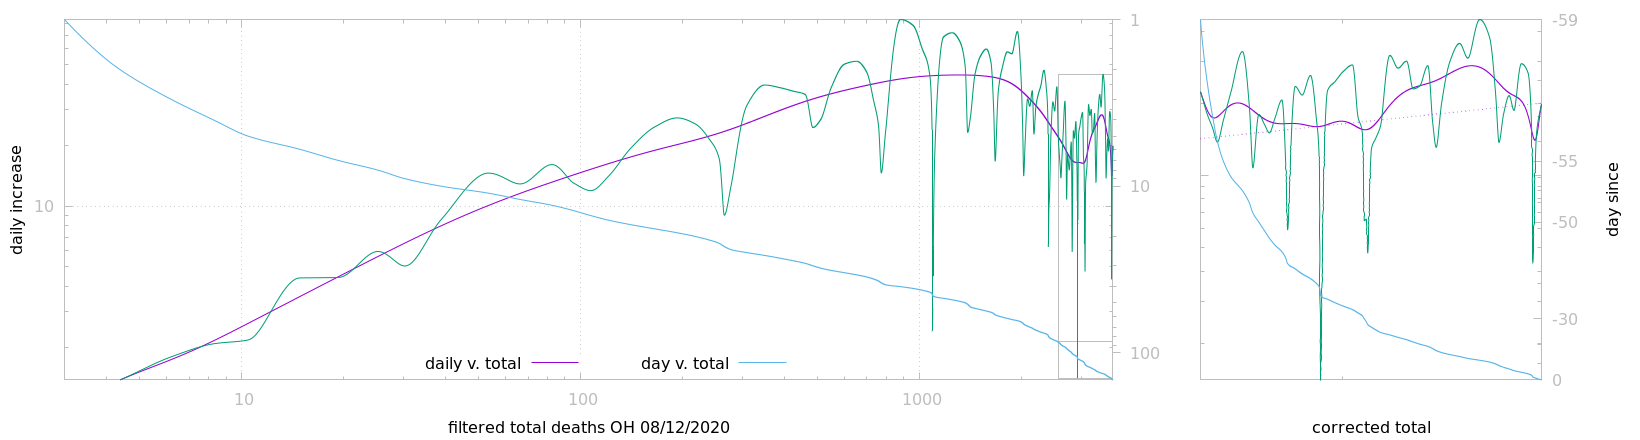 daily increase
10
daily v. total
day v. total
10
100
1000
filtered total deaths OH 08/12/2020
1
10
100
-59
-55
-50
-30
0
day since
corrected total